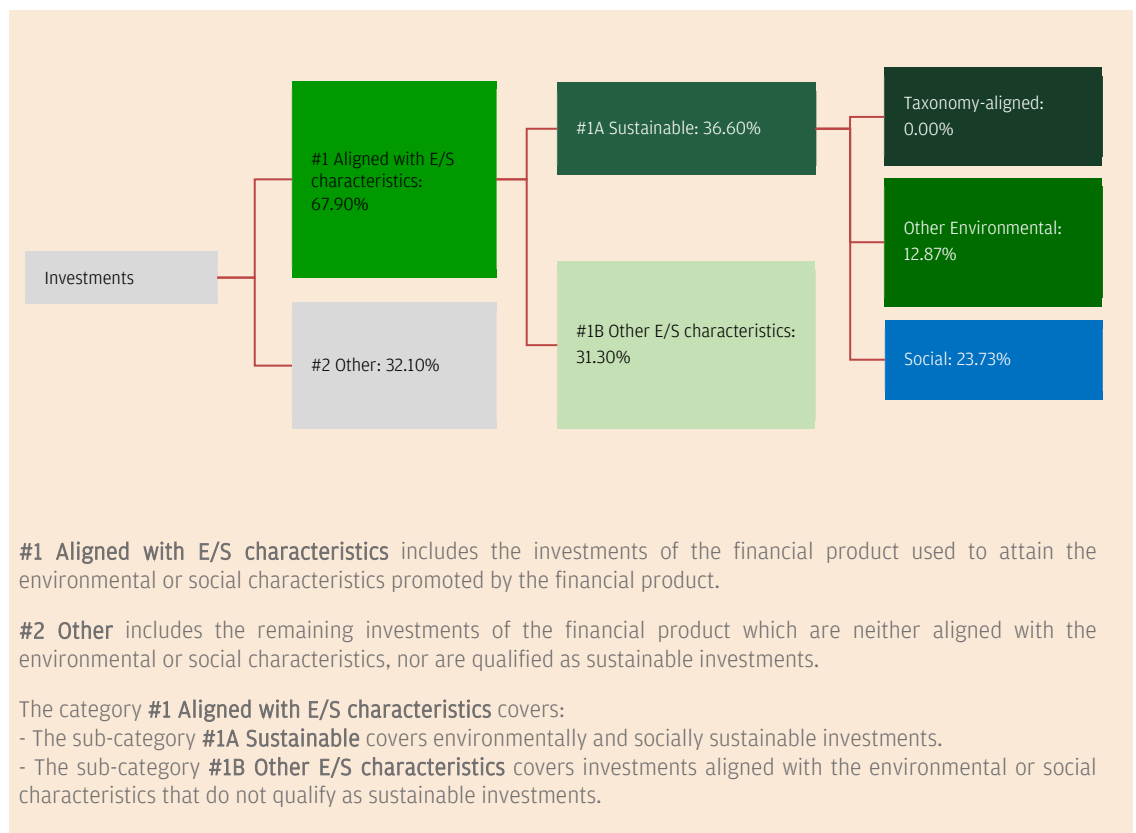 Investments
#1 Aligned with E/S
characteristics:
67.90%
#2 Other: 32.10%
#1A Sustainable: 36.60%
#1B Other E/S characteristics:
31.30%
Taxonomy-aligned:
0.00%
Other Environmental:
12.87%
Social: 23.73%
#1 Aligned with E/S characteristics includes the investments of the financial product used to attain the
environmental or social characteristics promoted by the financial product.
#2 Other includes the remaining investments of the financial product which are neither aligned with the
environmental or social characteristics, nor are qualified as sustainable investments.
The category #1 Aligned with E/S characteristics covers:
- The sub-category #1A Sustainable covers environmentally and socially sustainable investments.
- The sub-category #1B Other E/S characteristics covers investments aligned with the environmental or social
characteristics that do not qualify as sustainable investments.